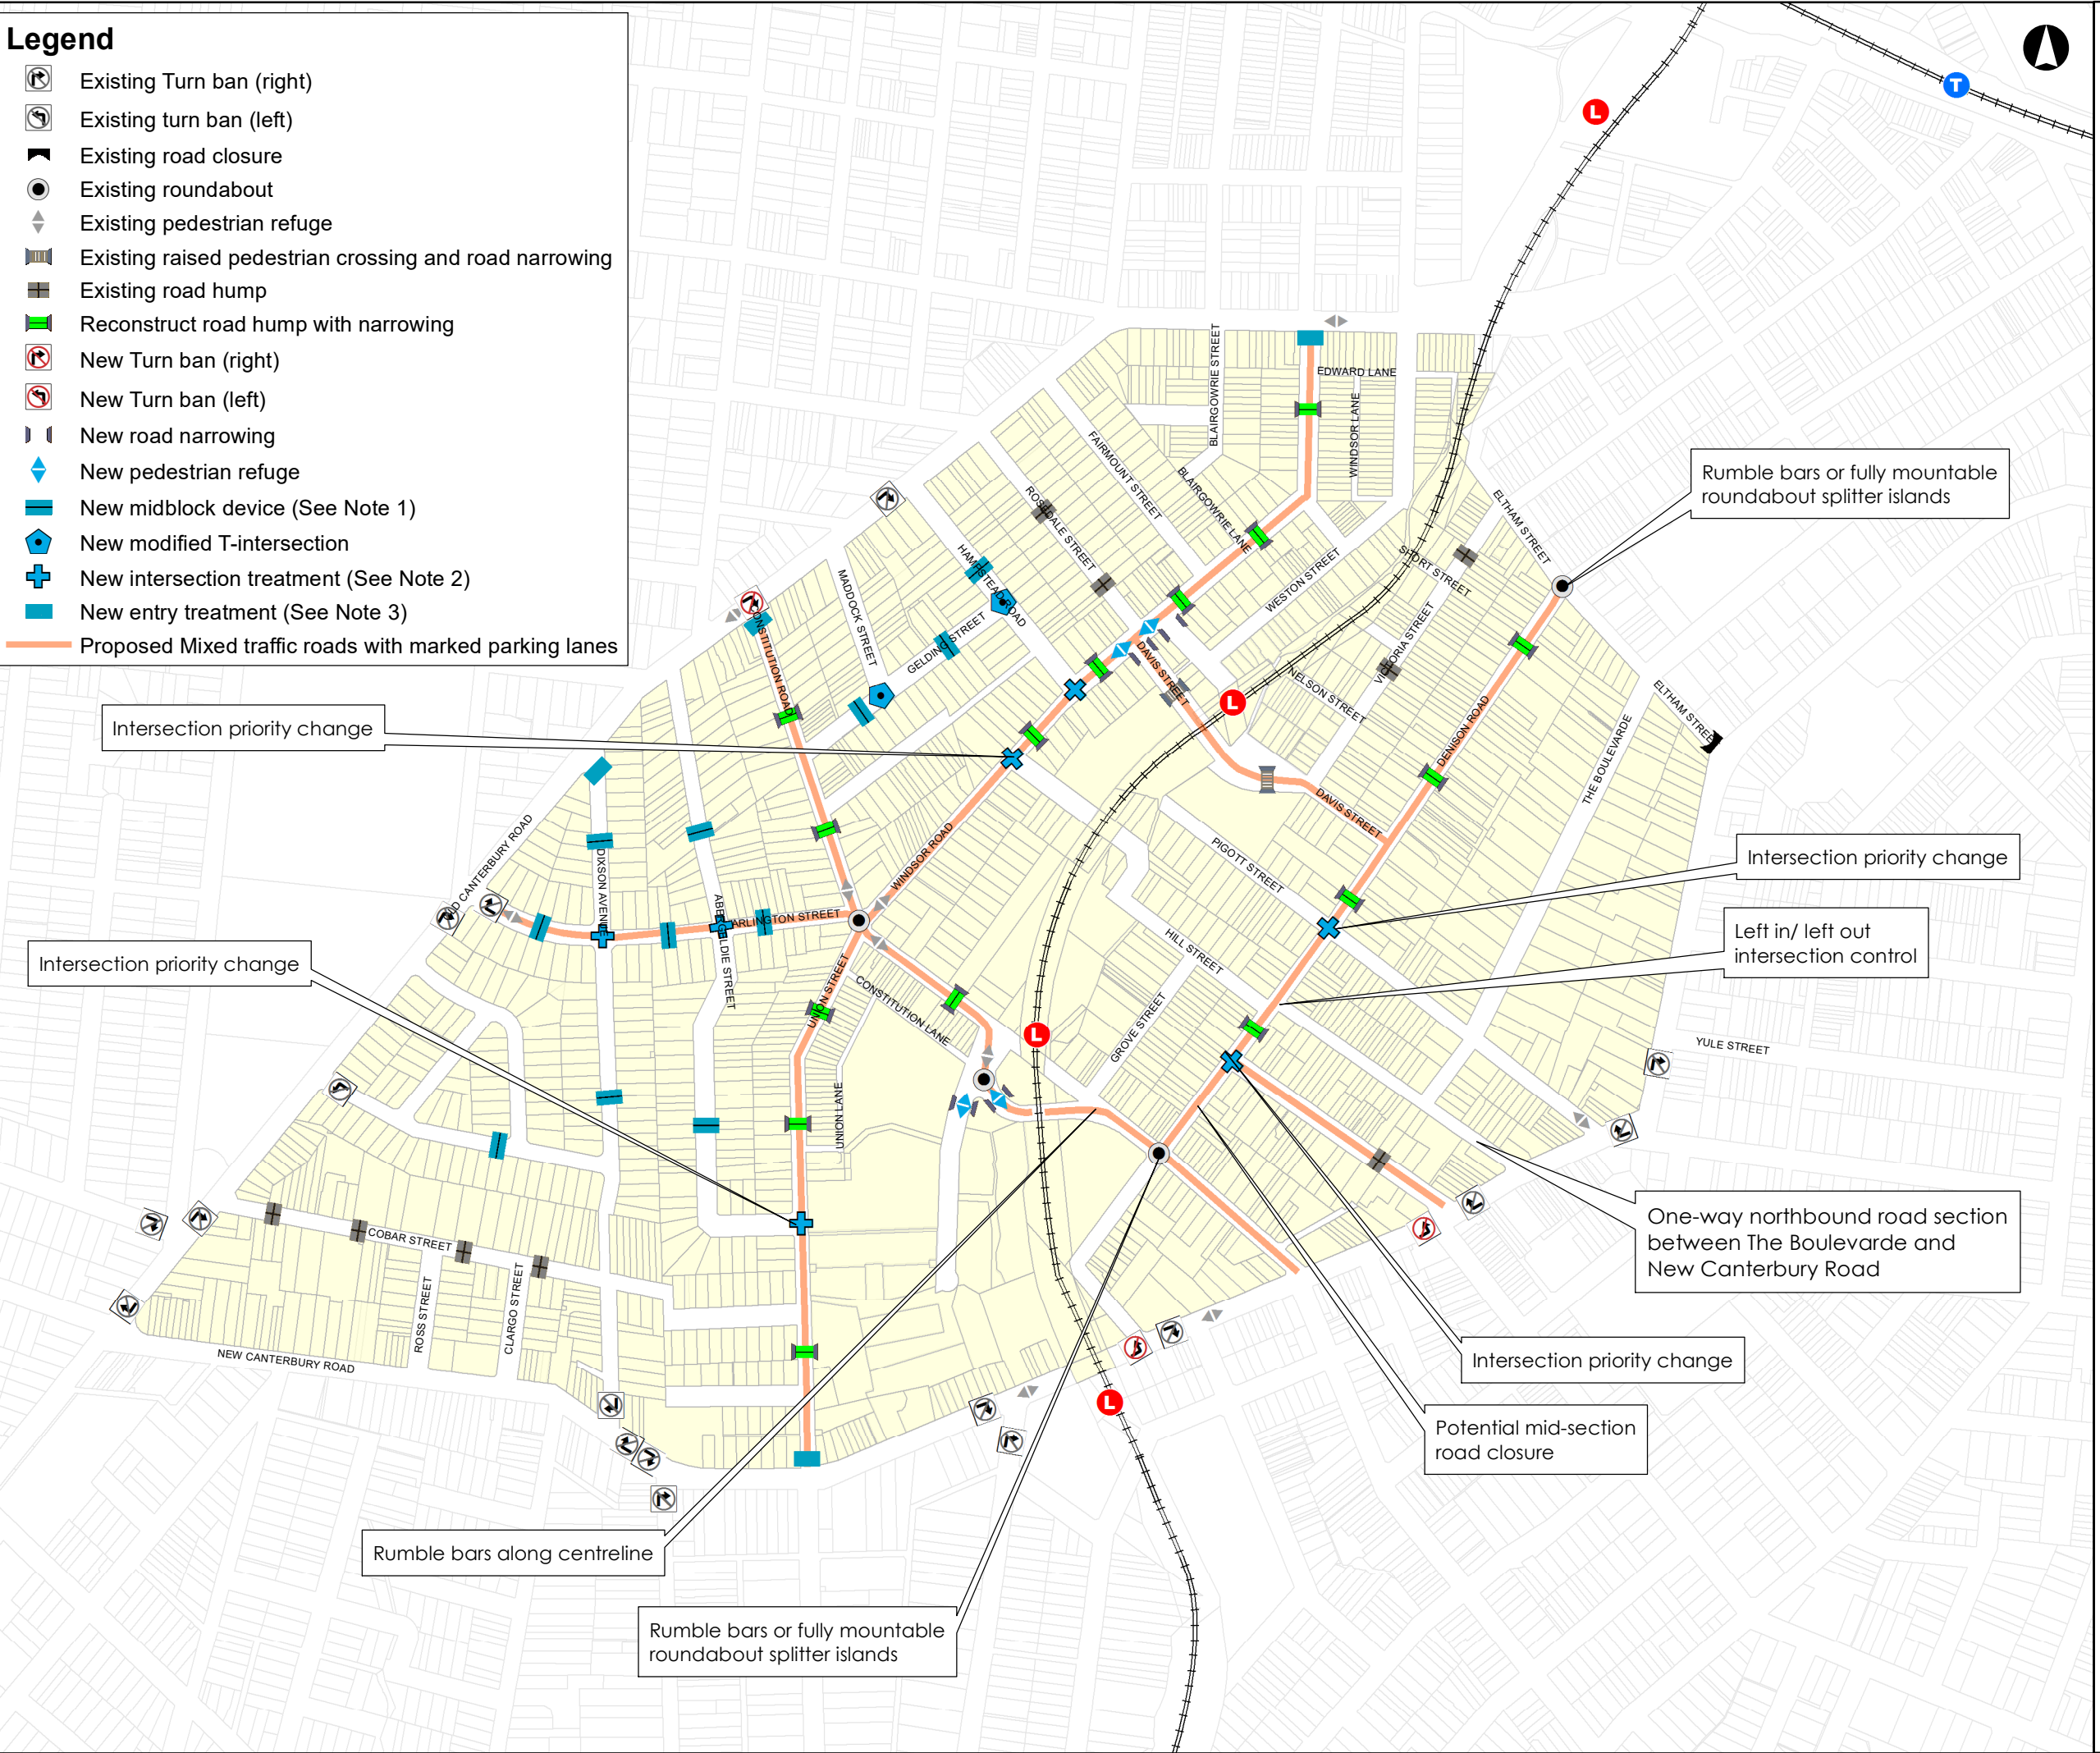 Legend
Existing Turn ban (right)
Existing turn ban (left)
Existing road closure
Existing roundabout
Existing pedestrian refuge
Existing raised pedestrian crossing and road narrowing
Existing road hump
Reconstruct road hump with narrowing
New Turn ban (right)
New Turn ban (left)
New road narrowing
New pedestrian refuge
New midblock device (See Note 1)
New modified T-intersection
New intersection treatment (See Note 2)
New entry treatment (See Note 3)
Proposed Mixed traffic roads with marked parking lanes
T
L
BLAIRGOWRIE STREET
EDWARD LANE
WINDSOR LANE
FAIRMOUNT STREET
BLAIRGOWRIE LANE
ROSEDALE STREET
HAMPSTEAD ROAD
MADDOCK STREET
GELDING STREET
CONSTITUTION ROAD
WESTON STREET
SHORT STREET
ELTHAM STREET
Rumble bars or fully mountable
roundabout splitter islands
VICTORIA STREET
DAVIS STREET
NELSON STREET
L
DENISON ROAD
THE BOULEVARDE
ELTHAM STREET
Intersection priority change
DAVIS STREET
WINDSOR ROAD
PIGOTT STREET
Intersection priority change
CANTERBURY ROAD
DIXSON AVENUE
ARLINGTON STREET
STREET
HILL STREET
Left in/ left out
intersection control
Intersection priority change
UNION STREET
CONSTITUTION LANE
L
GROVE STREET
YULE STREET
UNION LANE
One-way northbound road section
between The Boulevarde and
New Canterbury Road
COBAR STREET
ROSS STREET
CLARGO STREET
NEW CANTERBURY ROAD
L
Intersection priority change
Potential mid-section
road closure
Rumble bars along centreline
Rumble bars or fully mountable
roundabout splitter islands